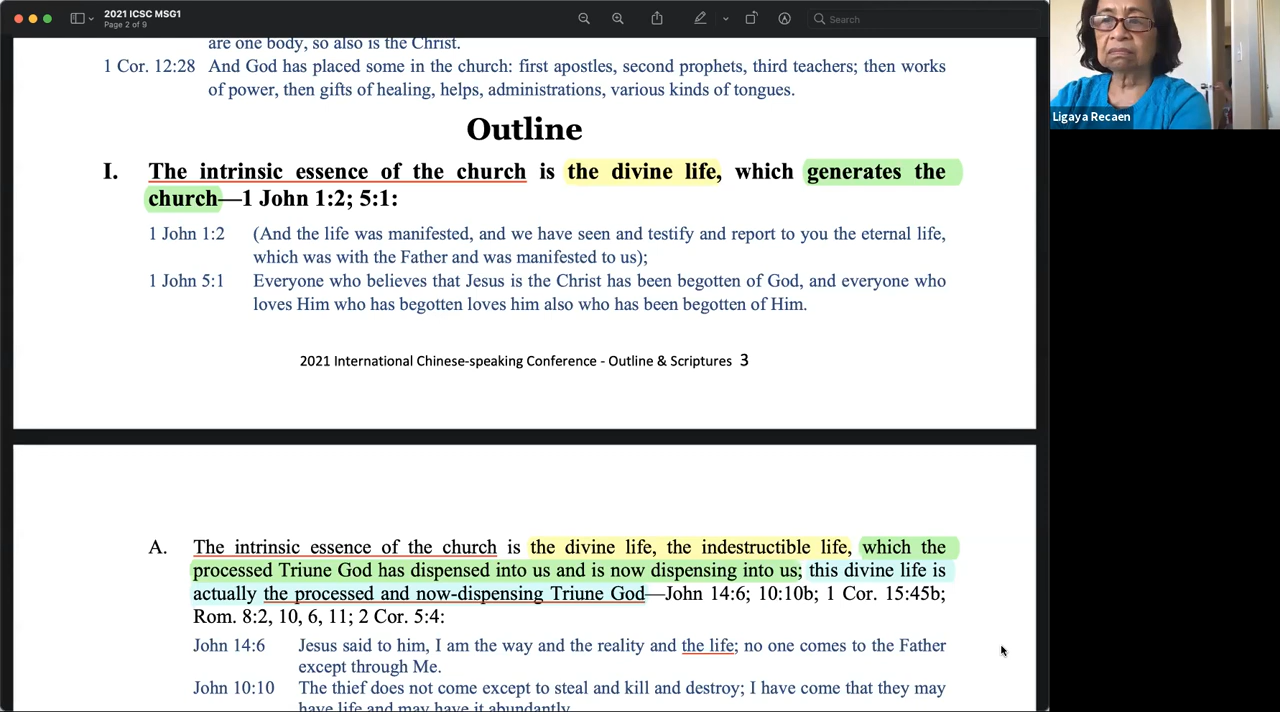 2021 ICSC MSG1
Page 2 of 9
Search
are one body, so also is the Christ.
1 Cor. 12:28 And God has placed some in the church: first apostles, second prophets, third teachers; then works
of power, then gifts of healing, helps, administrations, various kinds of tongues.
Outline
I. The intrinsic essence of the church is the divine life, which generates the
church—1 John 1:2; 5:1:
1 John 1:2 (And the life was manifested, and we have seen and testify and report to you the eternal life,
which was with the Father and was manifested to us);
1 John 5:1 Everyone who believes that Jesus is the Christ has been begotten of God, and everyone who
loves Him who has begotten loves him also who has been begotten of Him.
2021 International Chinese-speaking Conference - Outline & Scriptures 3
A. The intrinsic essence of the church is the divine life, the indestructible life, which the
processed Triune God has dispensed into us and is now dispensing into us; this divine life is
actually the processed and now-dispensing Triune God—John 14:6; 10:10b; 1 Cor. 15:45b;
Rom. 8:2, 10, 6, 11; 2 Cor. 5:4:
John 14:6 Jesus said to him, I am the way and the reality and the life; no one comes to the Father
except through Me.
John 10:10 The thief does not come except to steal and kill and destroy; I have come that they may
have life and may have it abundantly.
Ligaya Recaen